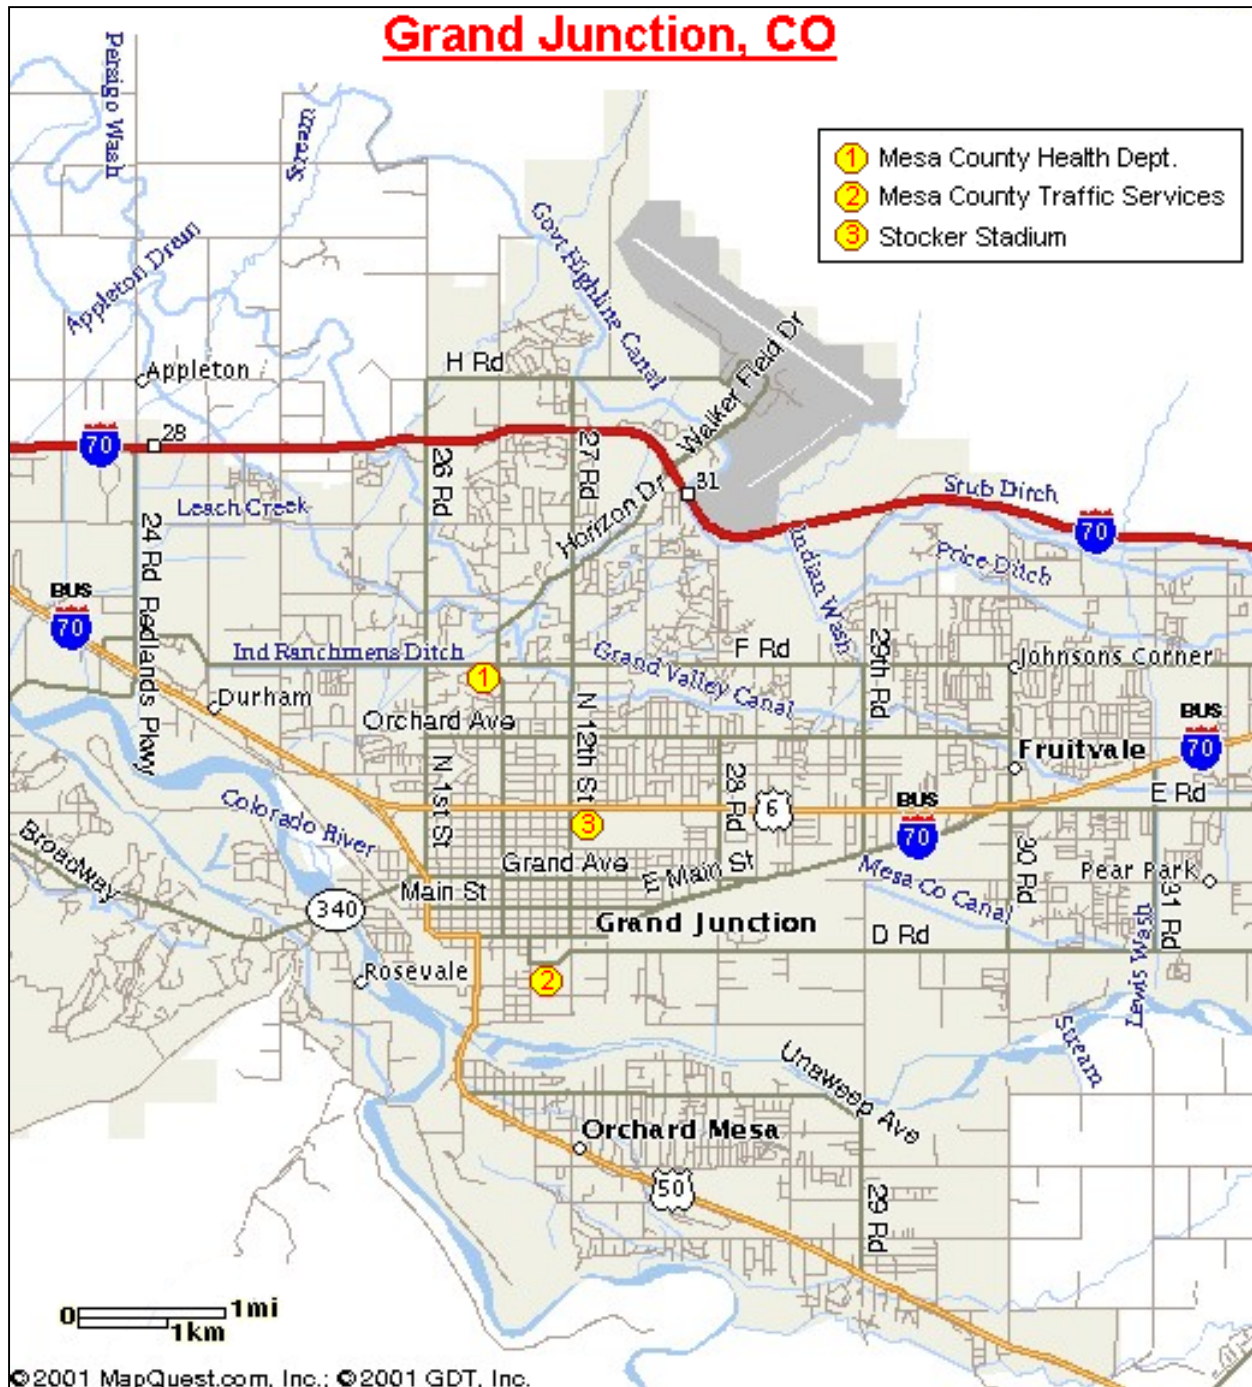 Grand Junction, CO
1 Mesa County Health Dept.
2 Mesa County Traffic Services
3 Stocker Stadium
Persigo Wash
Stream
Appleton Drain
Govt Highline Canal
Walker Field Dr
H Rd
Appleton
70
28
26 Rd
27 Rd
31
Horizon Dr
Leach Creek
Stub Ditch
70
Price Ditch
Indian Wash
24 Rd
Redlands Pkwy
BUS
70
Ind Ranchmens Ditch
F Rd
29th Rd
Johnsons Corner
1
Grand Valley Canal
Durham
Orchard Ave
N 12th St
BUS
70
Fruitvale
N 1st St
28 Rd
6
BUS
70
E Rd
Colorado River
3
Broadway
Grand Ave
E Main St
Mesa Co Canal
30 Rd
Pear Park
31 Rd
Main St
340
Grand Junction
D Rd
Rosevale
2
Lewis Wash
Stream
Unaweep Ave
Orchard Mesa
50
29 Rd
0 1mi
1km
©2001 MapQuest.com, Inc.; ©2001 GDT, Inc.